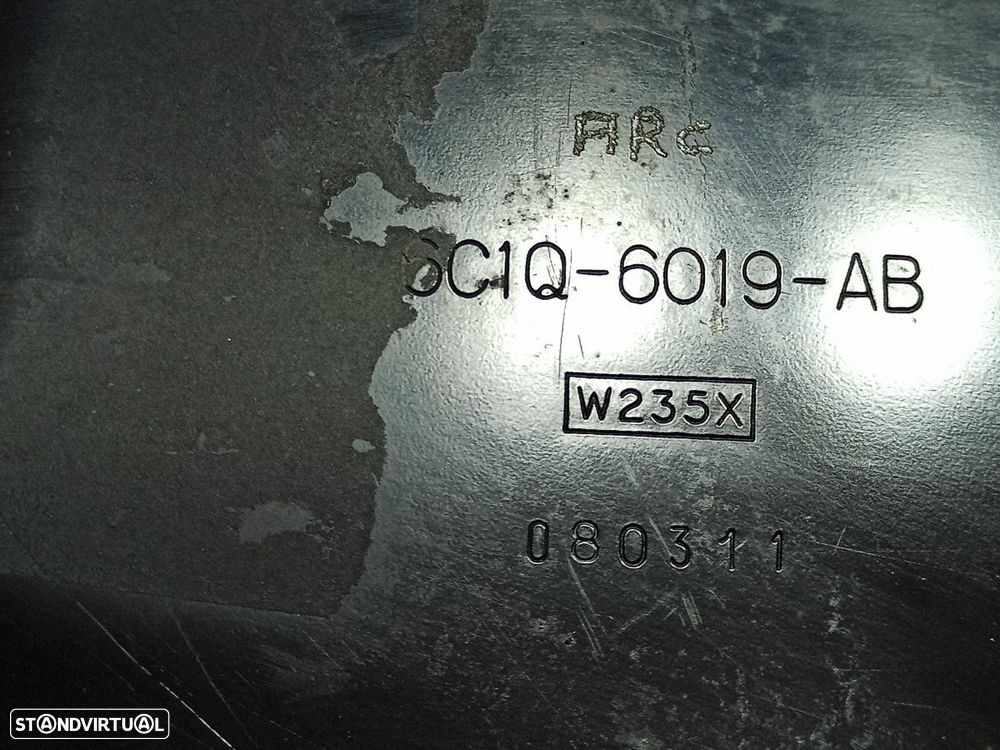 ARC
6C1Q-6019-AB
W235X
080311
STANDVIRTUAL